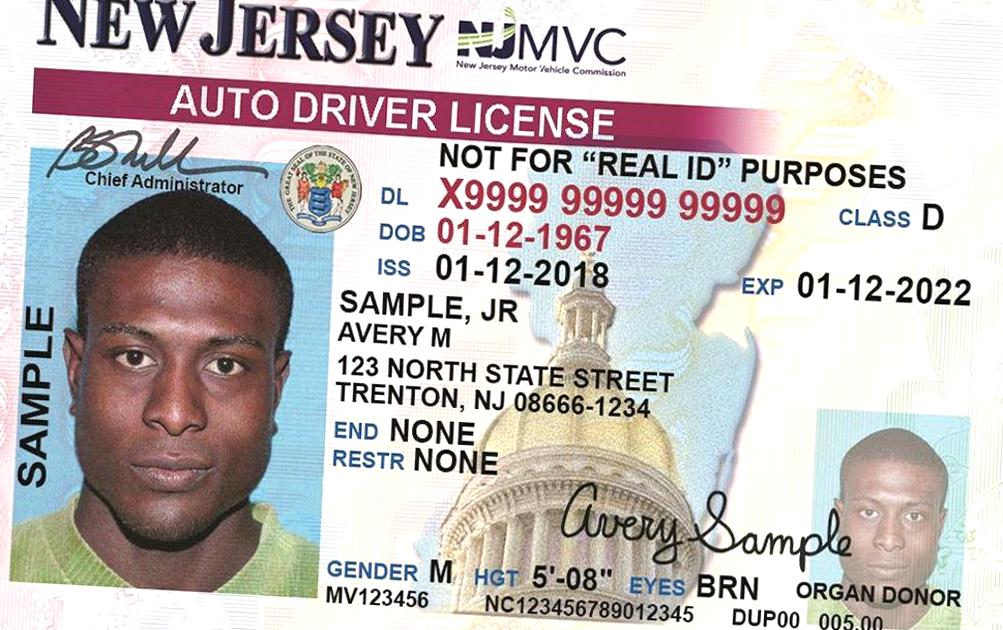 NEW JERSEY NJMVC
New Jersey Motor Vehicle Commission
AUTO DRIVER LICENSE
Chief Administrator
THE GREAT SEAL OF THE STATE OF NEW JERSEY
NOT FOR “REAL ID” PURPOSES
DL X9999 99999 99999 CLASS D
DOB 01-12-1967
ISS 01-12-2018 EXP 01-12-2022
SAMPLE, JR
AVERY M
123 NORTH STATE STREET
TRENTON, NJ 08666-1234
END NONE
RESTR NONE
SAMPLE
Avery Sample
GENDER M HGT 5'-08" EYES BRN ORGAN DONOR
MV123456 NC123456789012345 DUP00 005.00